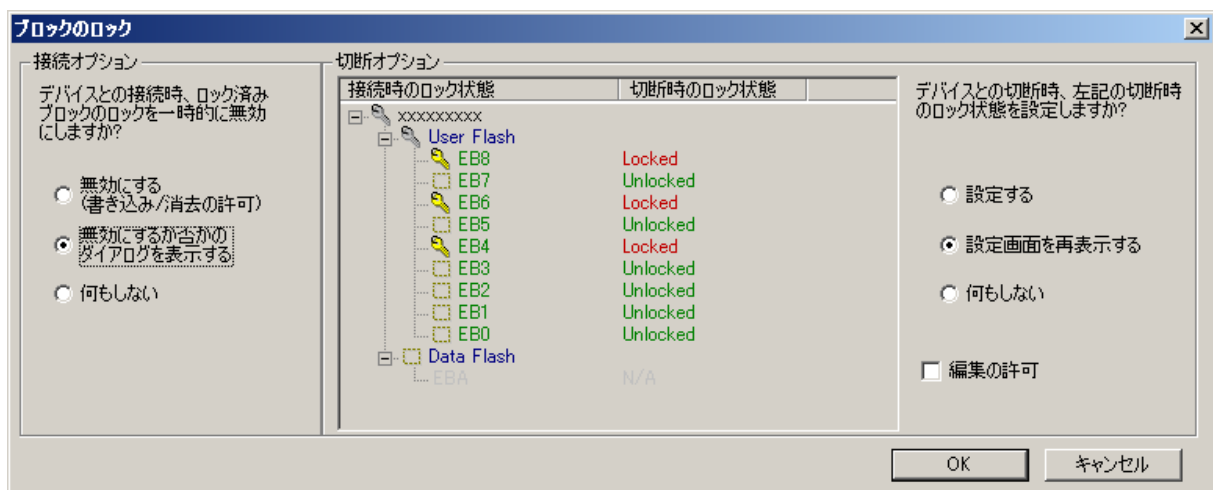 ブロックのロック
接続オプション
デバイスとの接続時、ロック済み
ブロックのロックを一時的に無効
にしますか?
無効にする
(書き込み/消去の許可)
無効にするか否かの
ダイアログを表示する
何もしない
切断オプション
接続時のロック状態 切断時のロック状態
xxxxxxxxx
User Flash
EB8 Locked
EB7 Unlocked
EB6 Locked
EB5 Unlocked
EB4 Locked
EB3 Unlocked
EB2 Unlocked
EB1 Unlocked
EB0 Unlocked
Data Flash
EBA N/A
デバイスとの切断時、左記の切断時
のロック状態を設定しますか?
設定する
設定画面を再表示する
何もしない
編集の許可
OK キャンセル